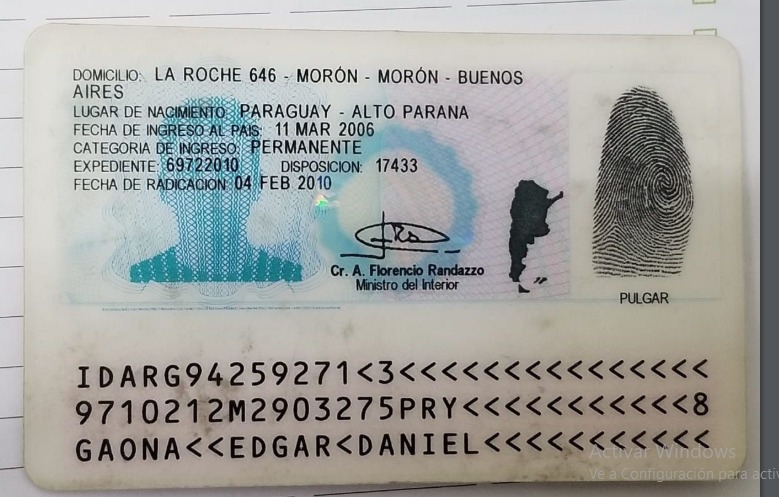 DOMICILIO: LA ROCHE 646 - MORÓN - MORÓN - BUENOS
AIRES
LUGAR DE NACIMIENTO: PARAGUAY - ALTO PARANA
FECHA DE INGRESO AL PAIS: 11 MAR 2006
CATEGORIA DE INGRESO: PERMANENTE
EXPEDIENTE: 69722010 DISPOSICION: 17433
FECHA DE RADICACION: 04 FEB 2010
Cr. A. Florencio Randazzo
Ministro del Interior
PULGAR
IDARG94259271<3<<<<<<<<<<<<<<<
9710212M2903275PRY<<<<<<<<<<<8
GAONA<<EDGAR<DANIEL<<<<<<<<<<<
Activar Windows
Ve a Configuración para activ